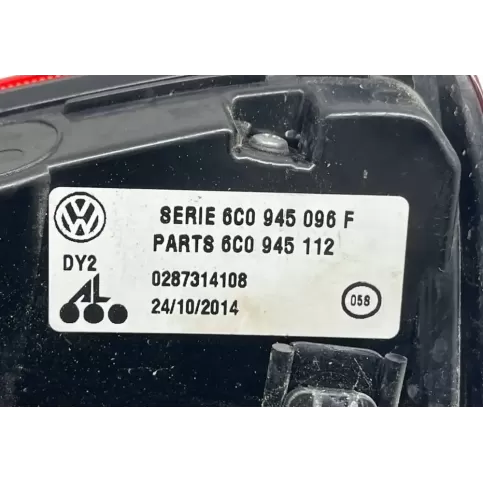 SERIE 6C0 945 096 F
PARTS 6C0 945 112
DY2
0287314108
AL
24/10/2014
058